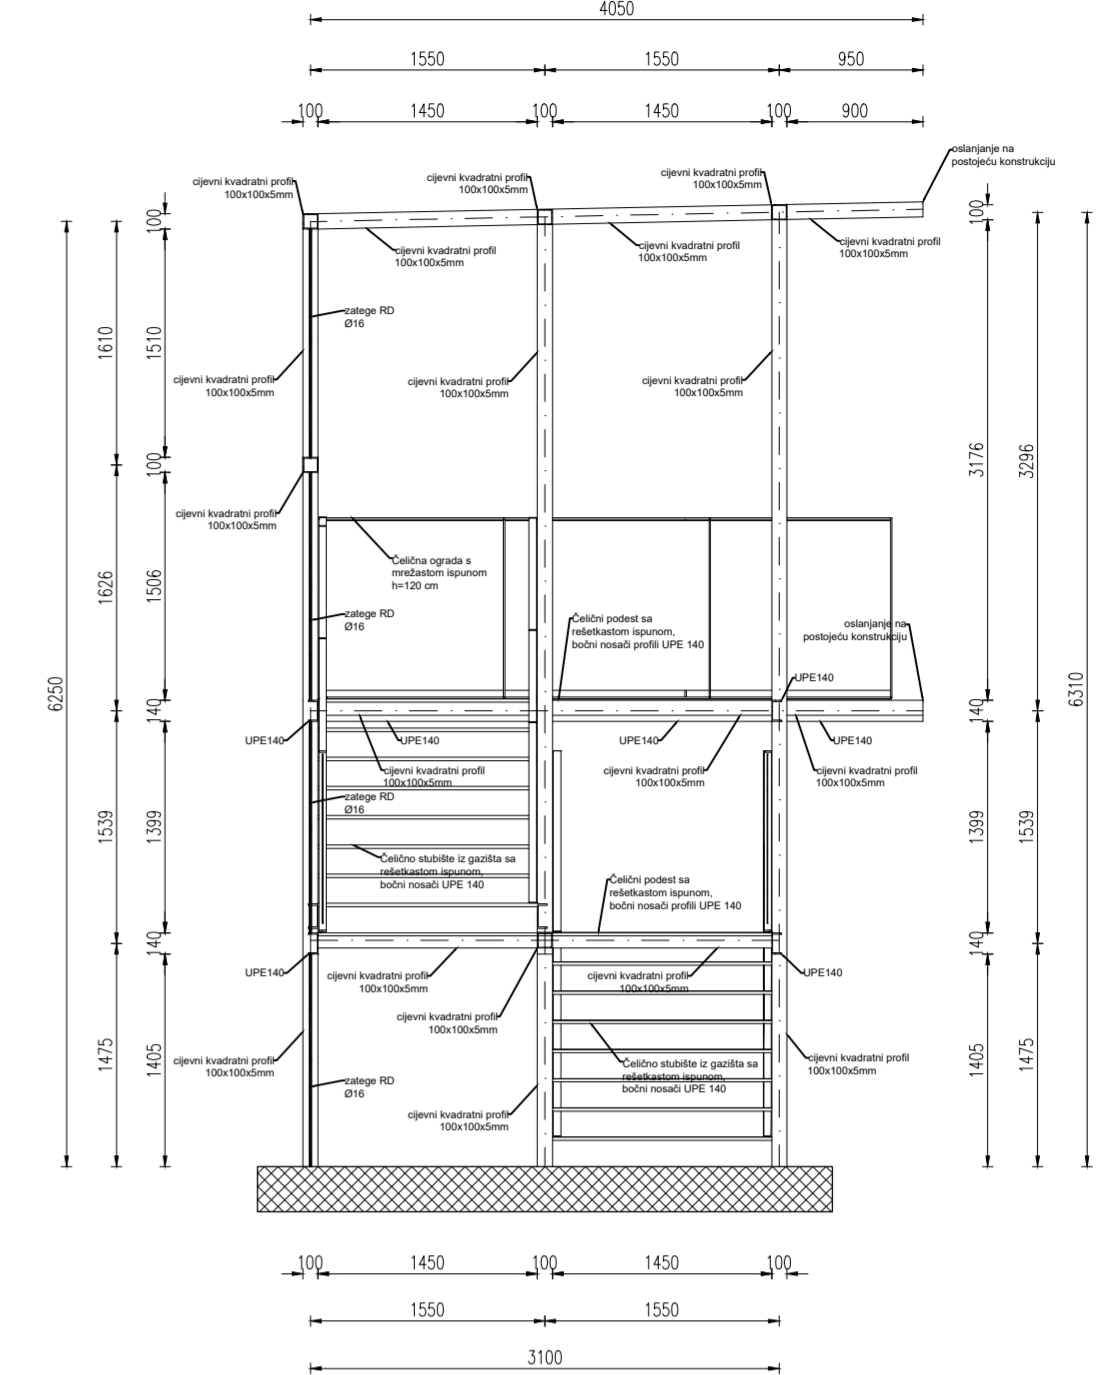 4050
1550
1550
950
100
1450
100
1450
100
900
oslanjanje na
postojeću konstrukciju
cijevni kvadratni profil
100x100x5mm
cijevni kvadratni profil
100x100x5mm
cijevni kvadratni profil
100x100x5mm
100
100
cijevni kvadratni profil
100x100x5mm
cijevni kvadratni profil
100x100x5mm
cijevni kvadratni profil
100x100x5mm
zatege RD
Ø16
1610
1510
cijevni kvadratni profil
100x100x5mm
cijevni kvadratni profil
100x100x5mm
cijevni kvadratni profil
100x100x5mm
100
3176
3296
cijevni kvadratni profil
100x100x5mm
Čelična ograda s
mrežastom ispunom
h=120 cm
1626
1506
zatege RD
Ø16
Čelični podest sa
rešetkastom ispunom,
bočni nosači profili UPE 140
oslanjanje na
postojeću konstrukciju
UPE140
6250
6310
140
140
UPE140
UPE140
UPE140
UPE140
cijevni kvadratni profil
100x100x5mm
cijevni kvadratni profil
100x100x5mm
cijevni kvadratni profil
100x100x5mm
zatege RD
Ø16
1539
1399
1399
1539
Čelično stubište iz gazišta sa
rešetkastom ispunom,
bočni nosači UPE 140
Čelični podest sa
rešetkastom ispunom,
bočni nosači profili UPE 140
140
140
UPE140
UPE140
cijevni kvadratni profil
100x100x5mm
cijevni kvadratni profil
100x100x5mm
cijevni kvadratni profil
100x100x5mm
1475
1405
cijevni kvadratni profil
100x100x5mm
Čelično stubište iz gazišta sa
rešetkastom ispunom,
bočni nosači UPE 140
cijevni kvadratni profil
100x100x5mm
1405
1475
zatege RD
Ø16
cijevni kvadratni profil
100x100x5mm
100
1450
100
1450
100
1550
1550
3100